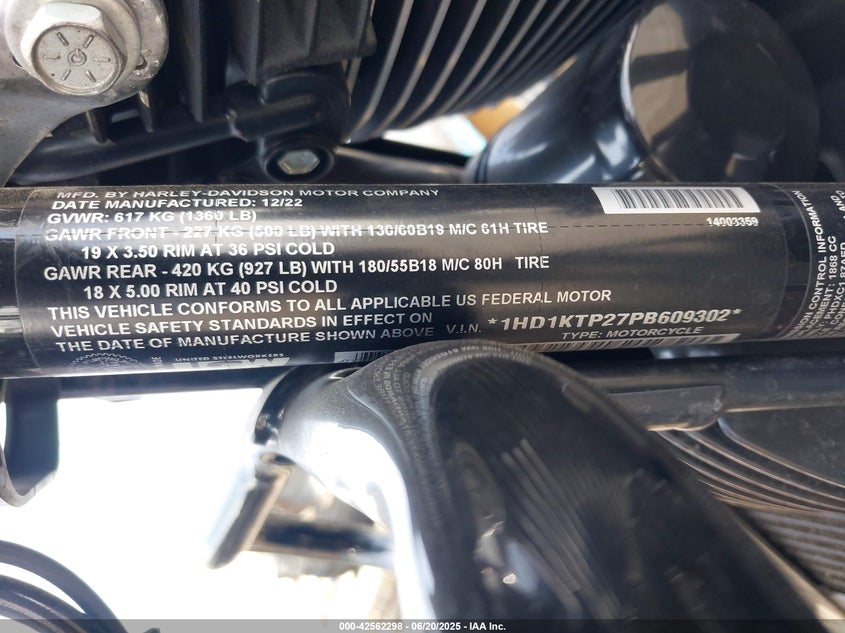 MFD. BY HARLEY-DAVIDSON MOTOR COMPANY
DATE MANUFACTURED: 12/22
GVWR: 617 KG (1360 LB)
GAWR FRONT - 227 KG (500 LB) WITH 130/60B19 M/C 61H TIRE
19 X 3.50 RIM AT 36 PSI COLD
GAWR REAR - 420 KG (927 LB) WITH 180/55B18 M/C 80H TIRE
18 X 5.00 RIM AT 40 PSI COLD
THIS VEHICLE CONFORMS TO ALL APPLICABLE US FEDERAL MOTOR
VEHICLE SAFETY STANDARDS IN EFFECT ON
THE DATE OF MANUFACTURE SHOWN ABOVE V.I.N. *1HD1KTP27PB609302*
TYPE: MOTORCYCLE
UNITED STEELWORKERS
14003359
CONTROL INFORMATION
1868 CC
000-42562298 - 06/20/2025 - IAA Inc.